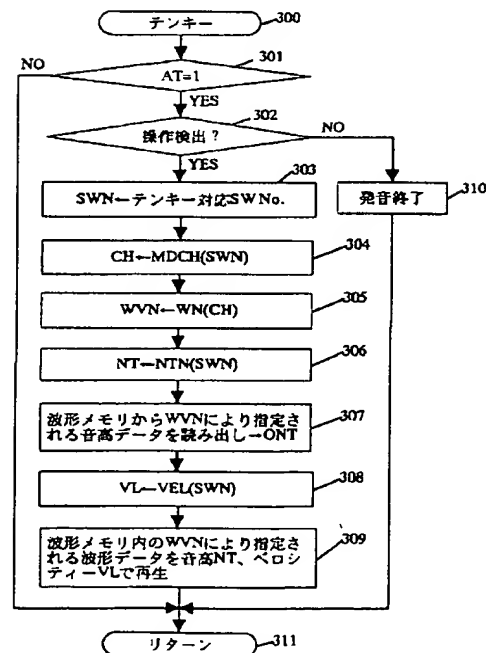 テンキー
300
301
NO
AT=1
YES
302
操作検出?
NO
YES
303
SWN←テンキー対応SWNo.
発音終了
310
304
CH←MDCH(SWN)
305
WVN←WN(CH)
306
NT←NTN(SWN)
307
波形メモリからWVNにより指定さ
れる音高データを読み出し→ONT
308
VL←VEL(SWN)
波形メモリ内のWVNにより指定さ
れる波形データを音高NT、ベロ
シティーVLで再生
309
リターン
311